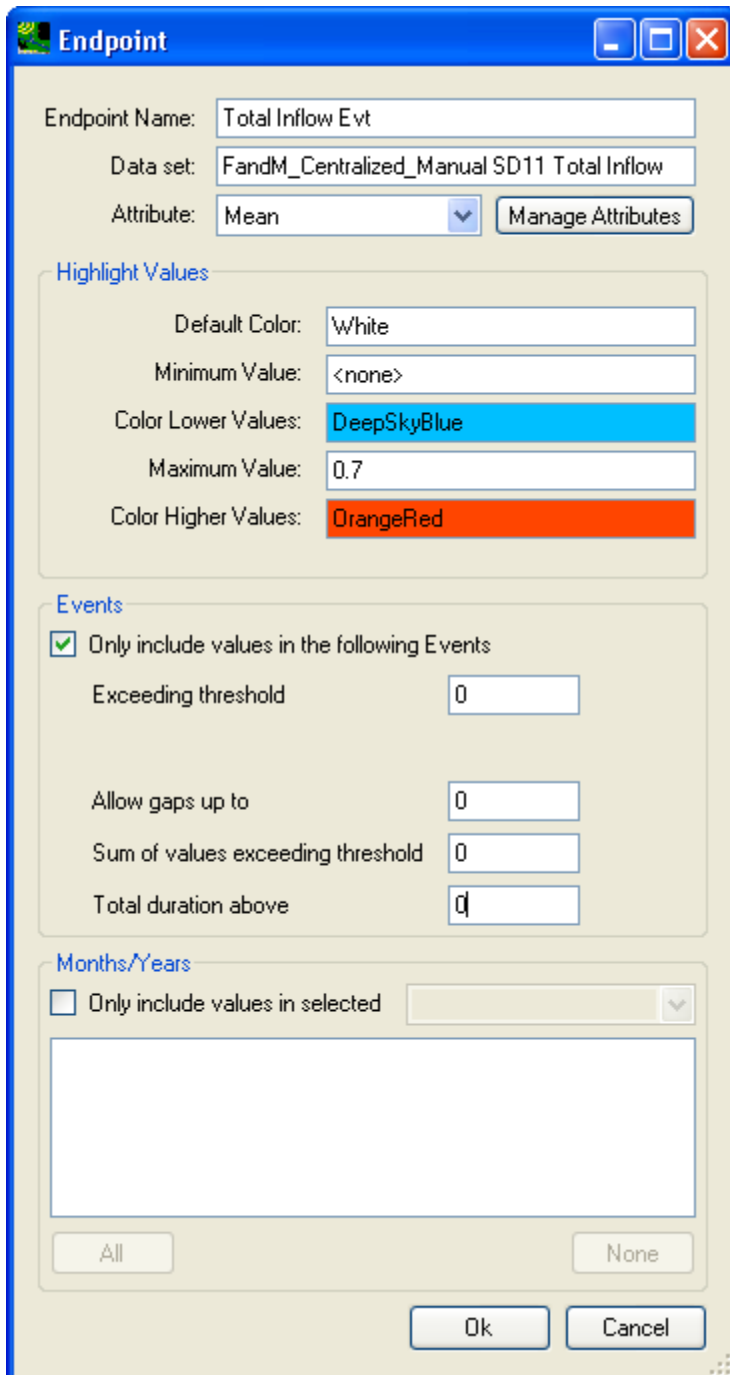 Endpoint
Endpoint Name: Total Inflow Evt
Data set: FandM_Centralized_Manual SD11 Total Inflow
Attribute: Mean Manage Attributes
Highlight Values
Default Color: White
Minimum Value: <none>
Color Lower Values: DeepSkyBlue
Maximum Value: 0.7
Color Higher Values: OrangeRed
Events
Only include values in the following Events
Exceeding threshold 0
Allow gaps up to 0
Sum of values exceeding threshold 0
Total duration above 0
Months/Years
Only include values in selected
All None
Ok Cancel